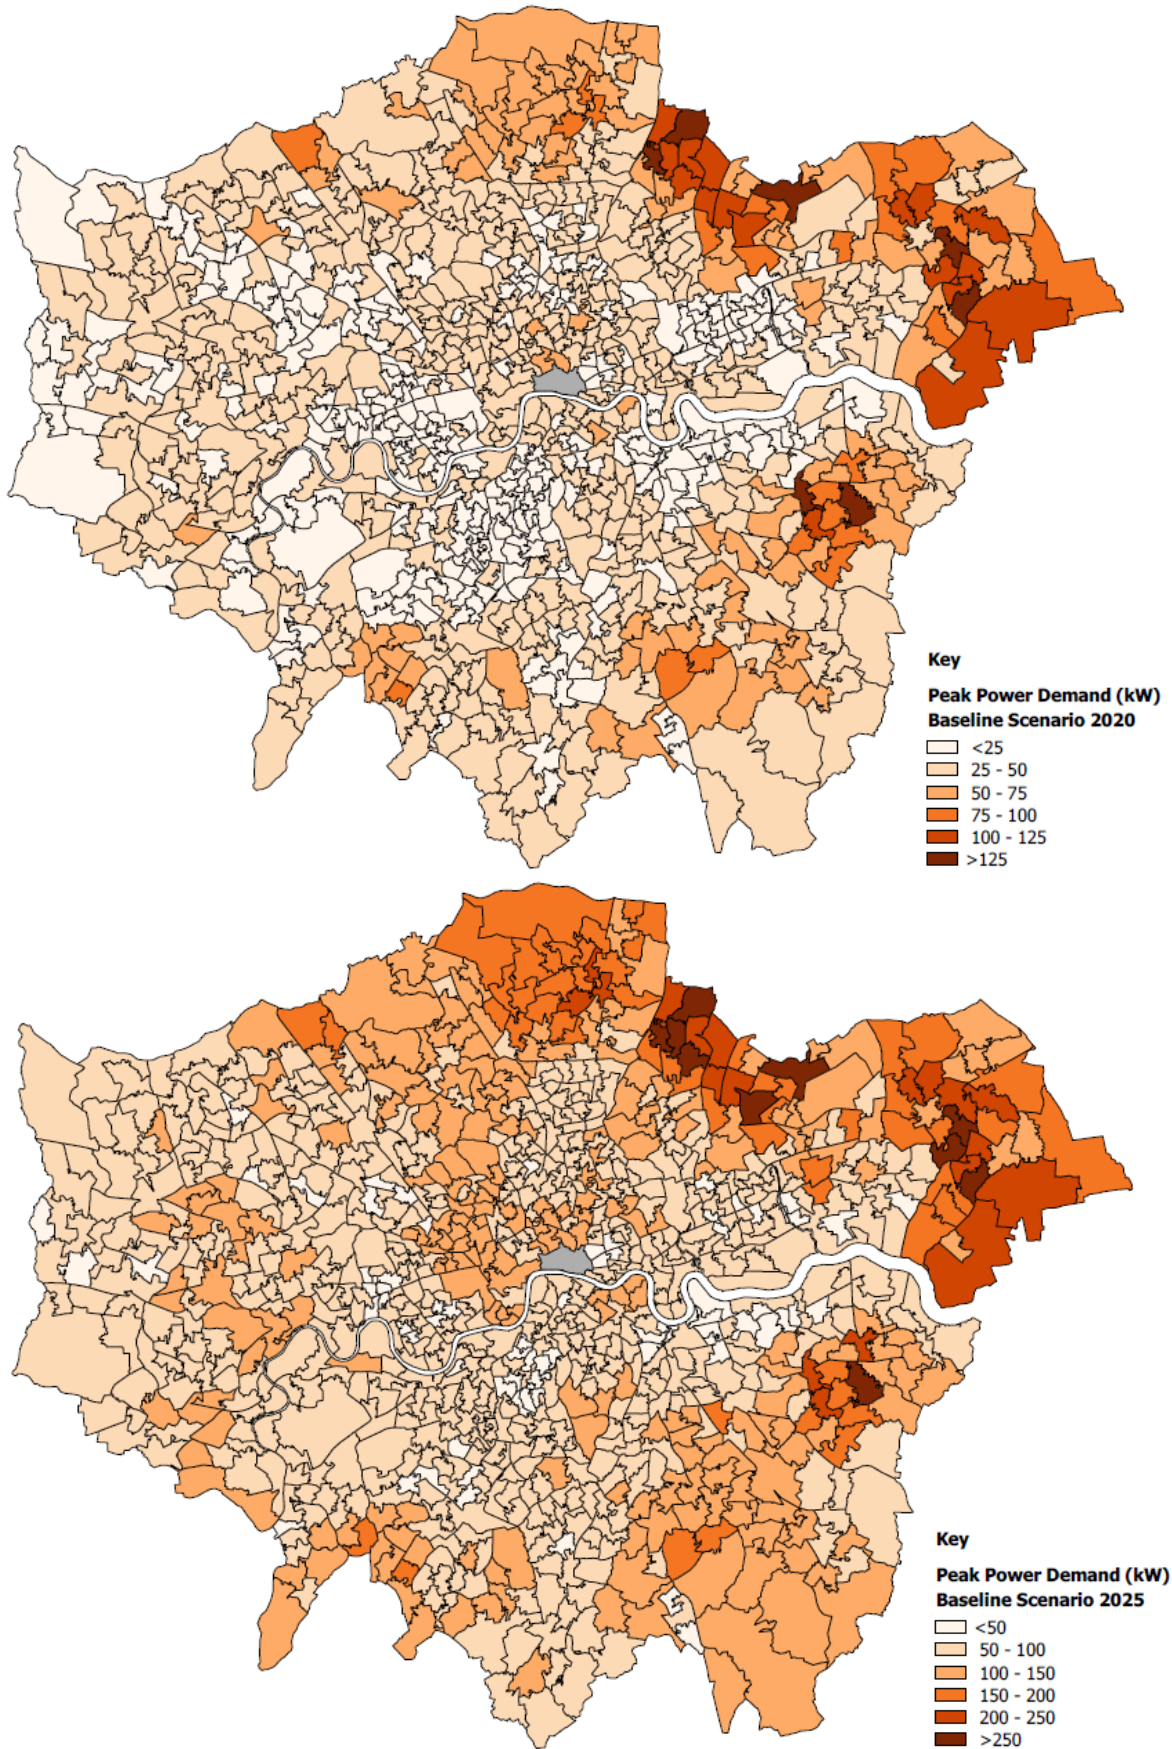 Key
Peak Power Demand (kW)
Baseline Scenario 2020
<25
25 - 50
50 - 75
75 - 100
100 - 125
>125
Key
Peak Power Demand (kW)
Baseline Scenario 2025
<50
50 - 100
100 - 150
150 - 200
200 - 250
>250